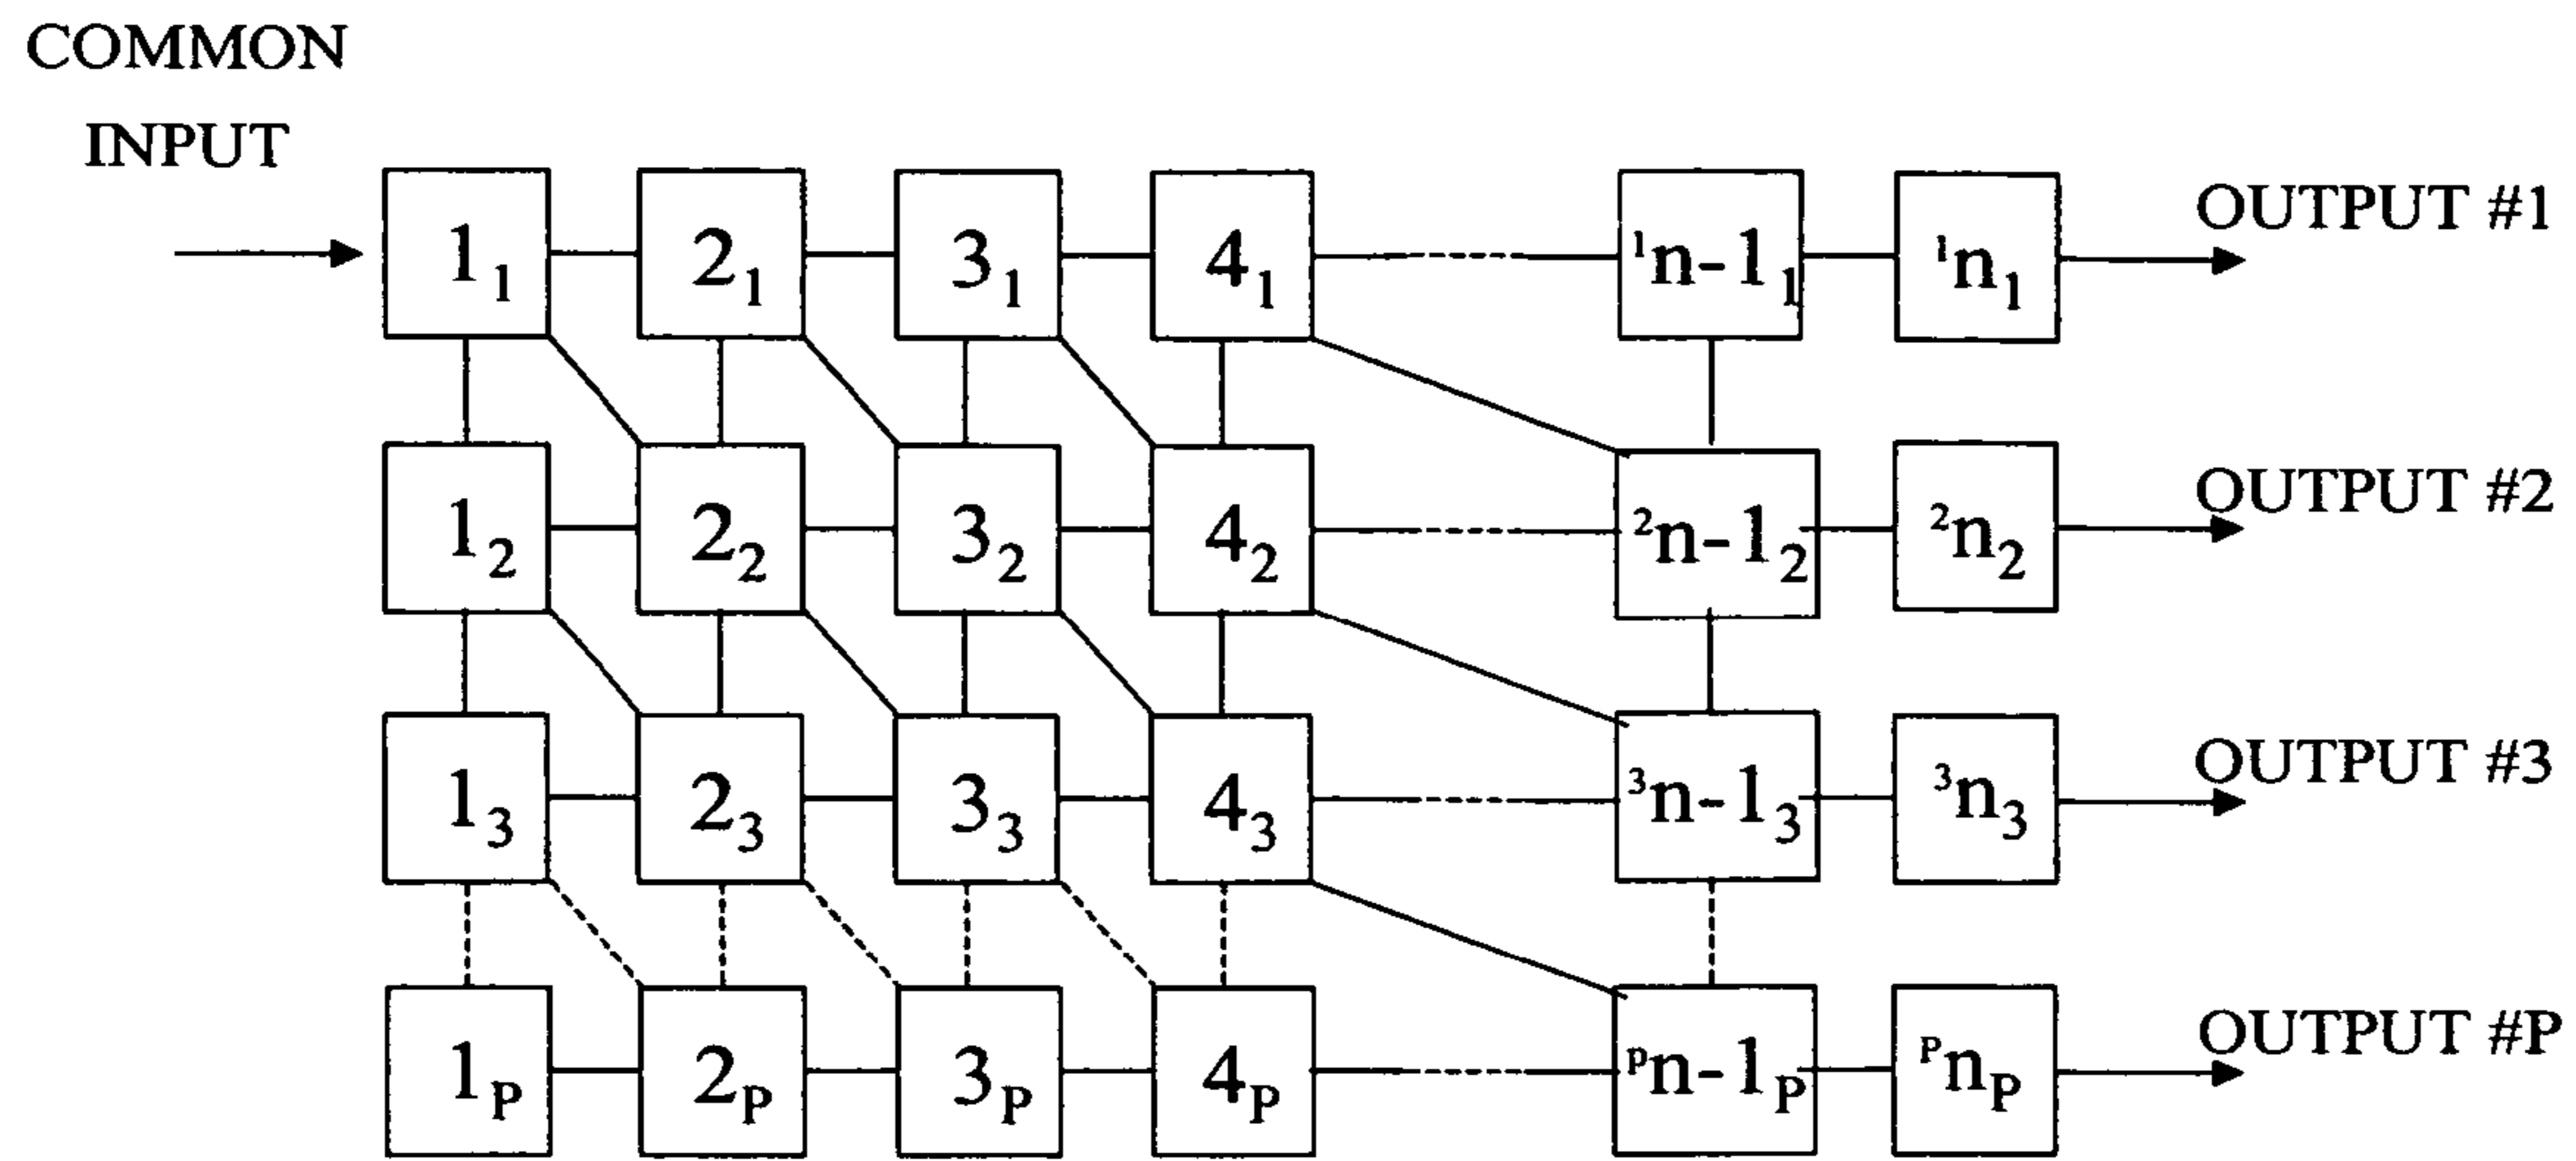 COMMON
INPUT
1₁ 2₁ 3₁ 4₁ ¹n-1₁ ¹n₁ OUTPUT #1
1₂ 2₂ 3₂ 4₂ ²n-1₂ ²n₂ OUTPUT #2
1₃ 2₃ 3₃ 4₃ ³n-1₃ ³n₃ OUTPUT #3
1ₚ 2ₚ 3ₚ 4ₚ ᵖn-1ₚ ᴾnₚ OUTPUT #P